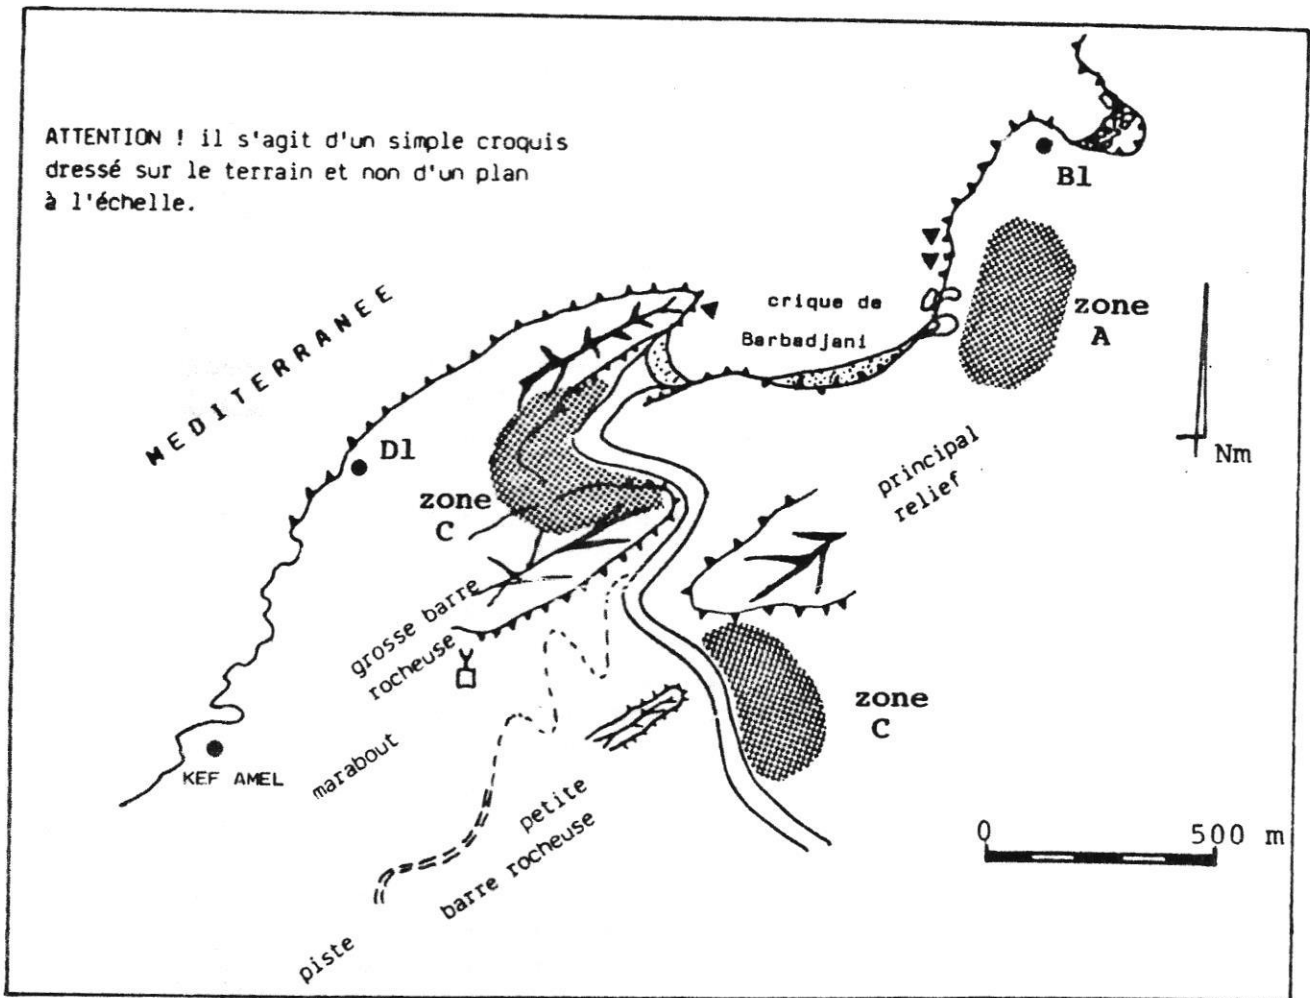 ATTENTION ! il s'agit d'un simple croquis
dressé sur le terrain et non d'un plan
à l'échelle.
B1
MEDITERRANEE
crique de
Barbadjani
zone
A
D1
zone
C
principal
relief
Nm
grosse barre
rocheuse
zone
C
KEF AMEL
marabout
petite
barre rocheuse
piste
0 500 m